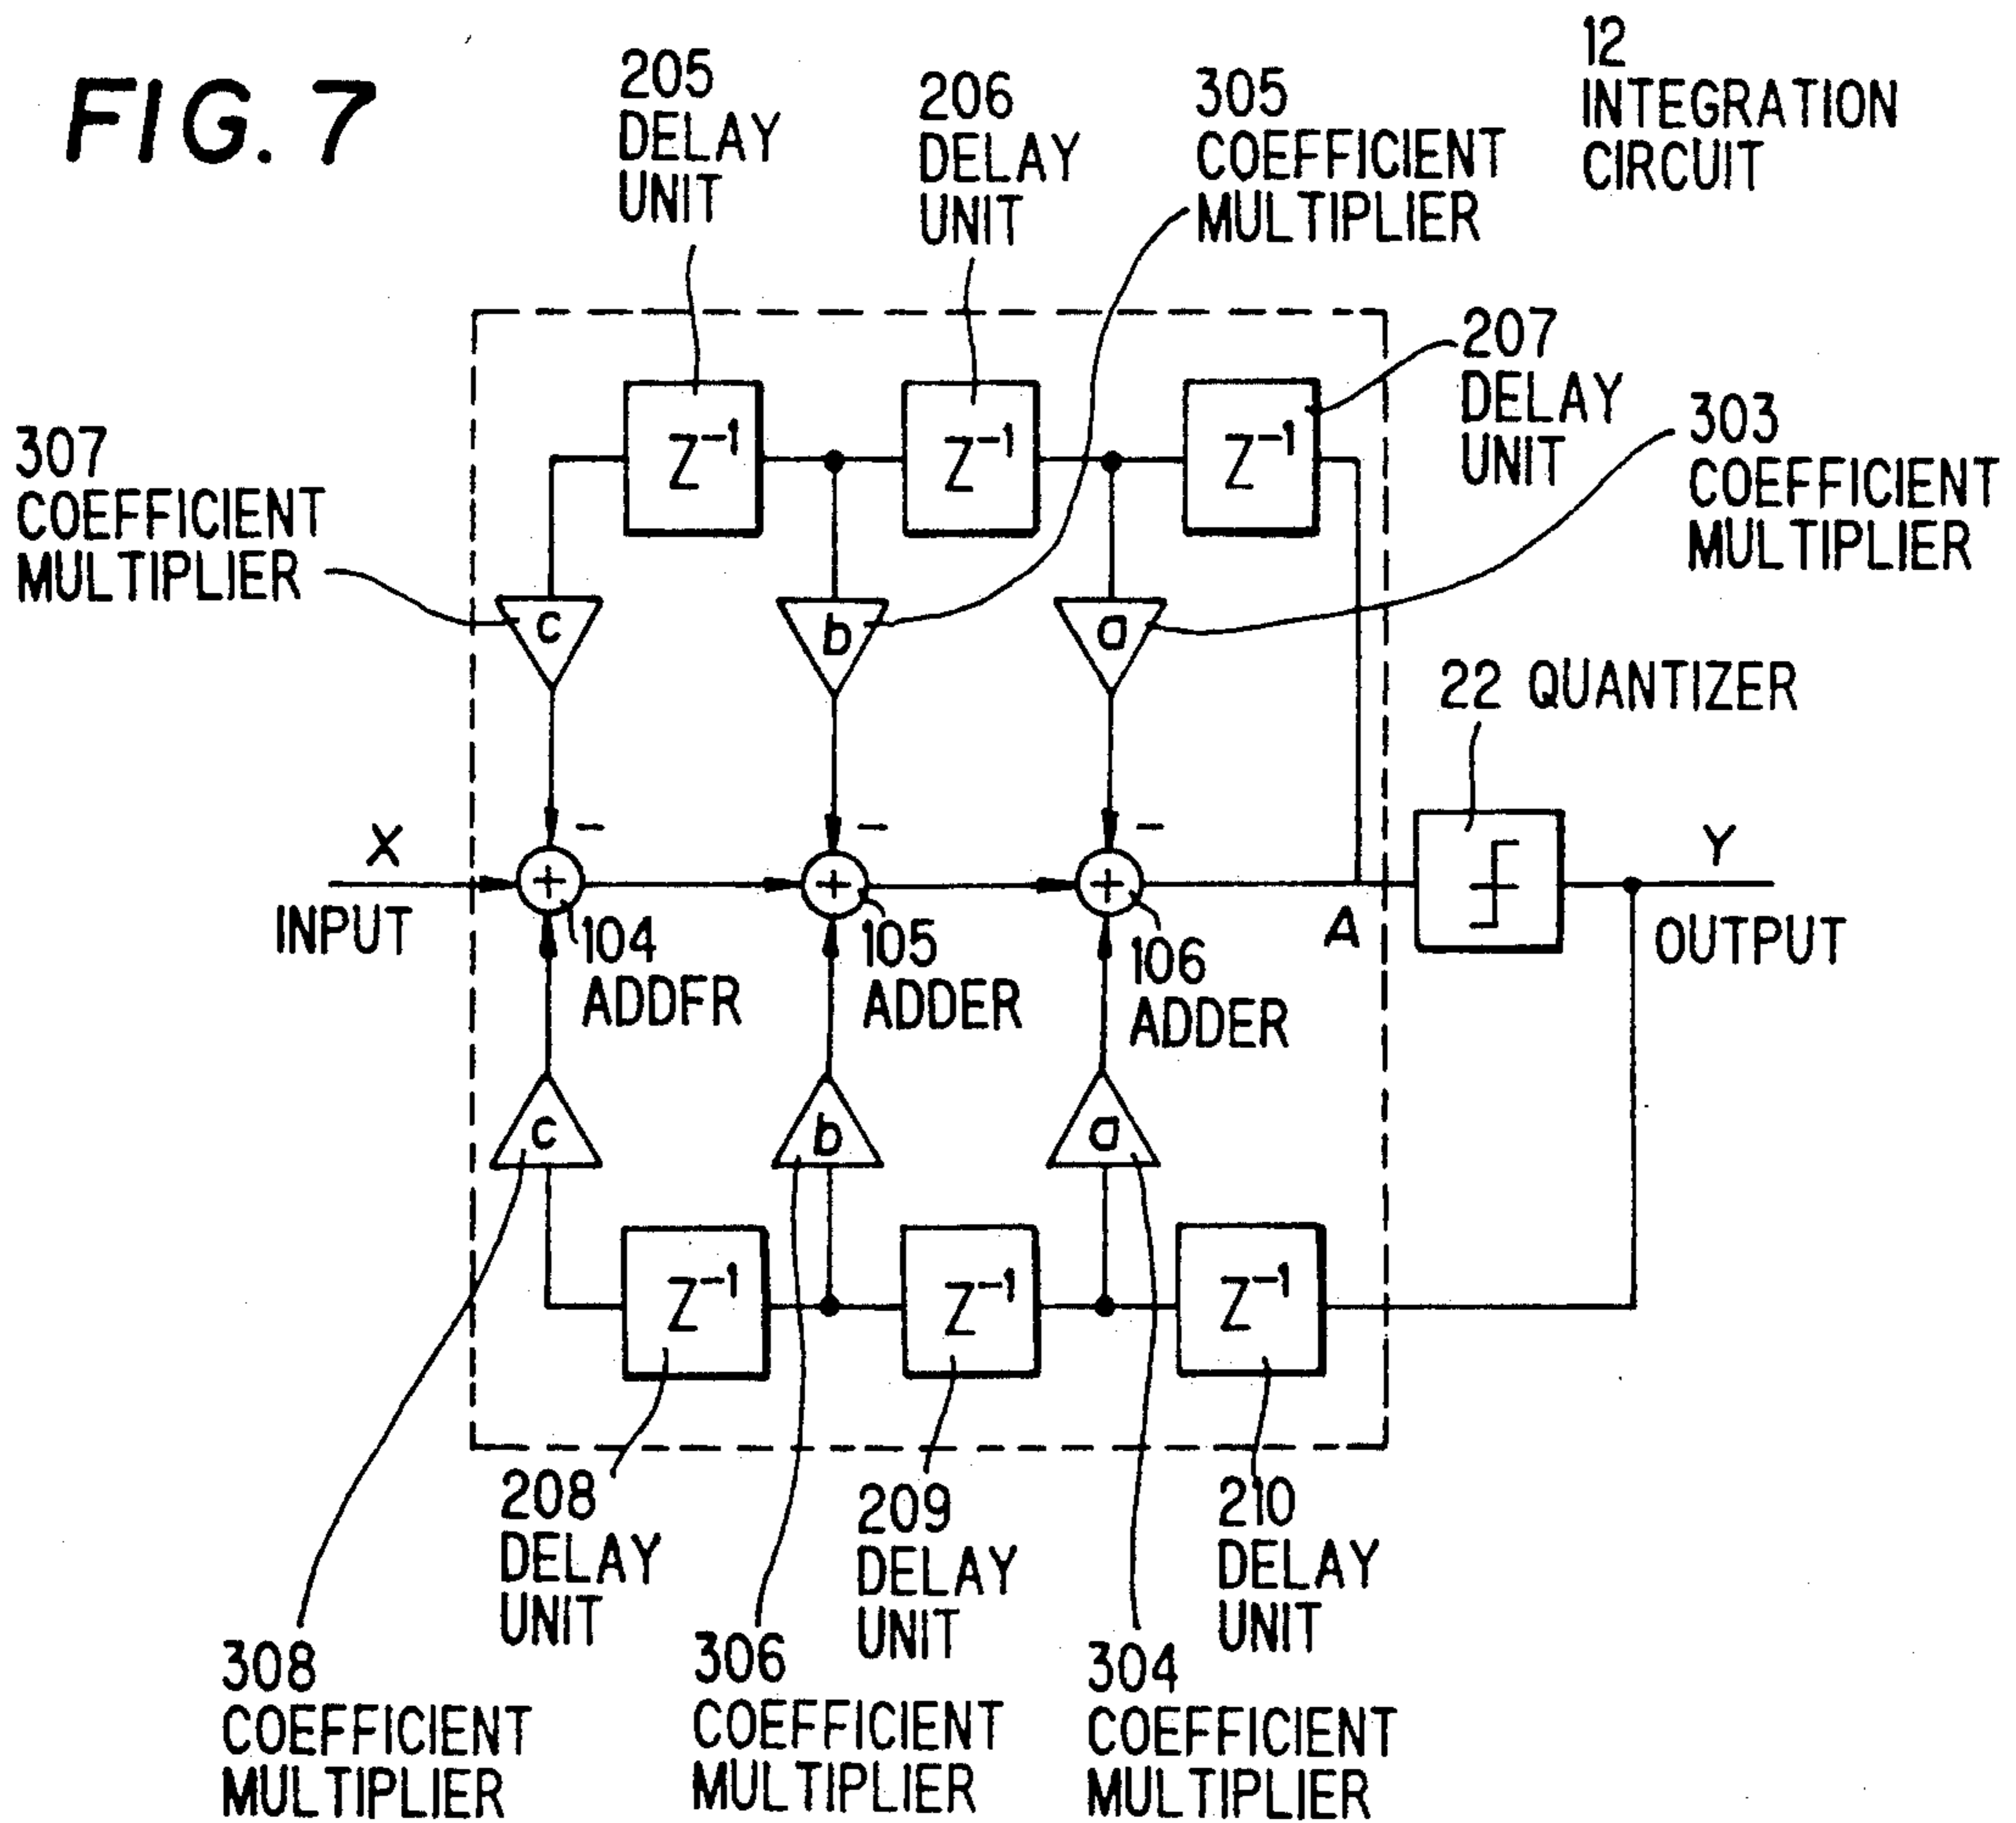 FIG. 7
205
DELAY
UNIT
206
DELAY
UNIT
305
COEFFICIENT
MULTIPLIER
12
INTEGRATION
CIRCUIT
207
DELAY
UNIT
303
COEFFICIENT
MULTIPLIER
307
COEFFICIENT
MULTIPLIER
Z⁻¹
Z⁻¹
Z⁻¹
c
b
a
22 QUANTIZER
X
INPUT
−
−
−
+
+
+
104
ADDFR
105
ADDER
106
ADDER
A
Y
OUTPUT
c
b
a
Z⁻¹
Z⁻¹
Z⁻¹
208
DELAY
UNIT
209
DELAY
UNIT
210
DELAY
UNIT
308
COEFFICIENT
MULTIPLIER
306
COEFFICIENT
MULTIPLIER
304
COEFFICIENT
MULTIPLIER